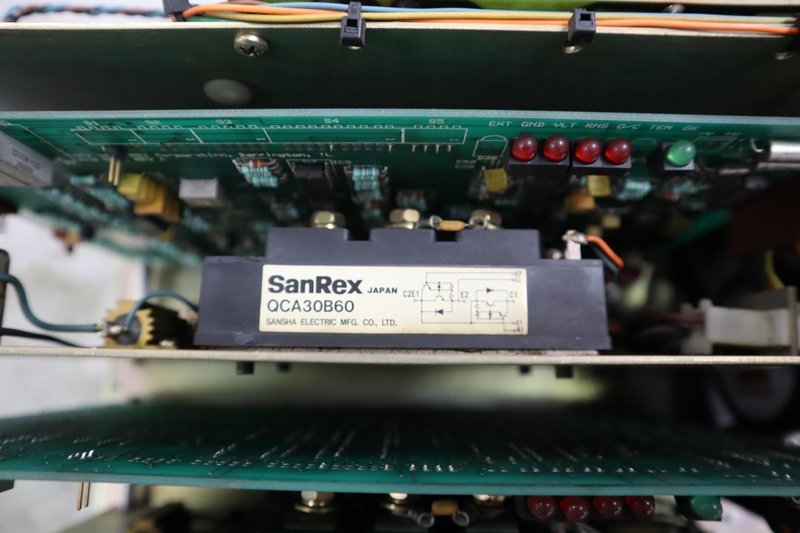 S1 S2 S3 S4 S5
EXT GND VLT RMS O/C TEM OK
SanRex JAPAN
QCA30B60
SANSHA ELECTRIC MFG. CO., LTD.
C2E1 E2 C1